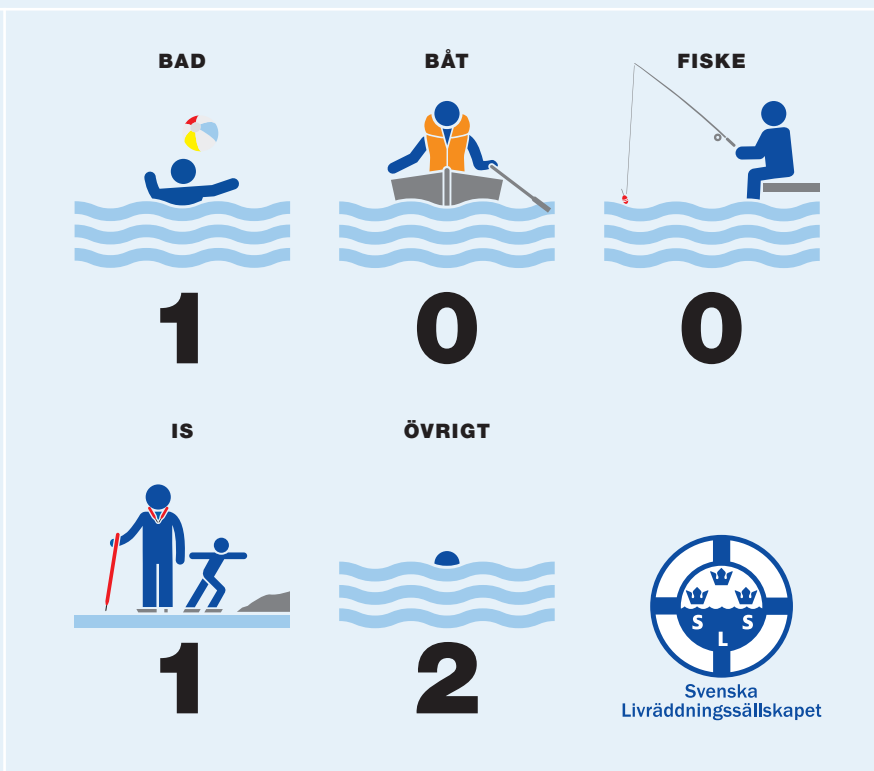 BAD
BÅT
FISKE
1
0
0
IS
ÖVRIGT
1
2
S
S
L
Svenska
Livräddningssällskapet